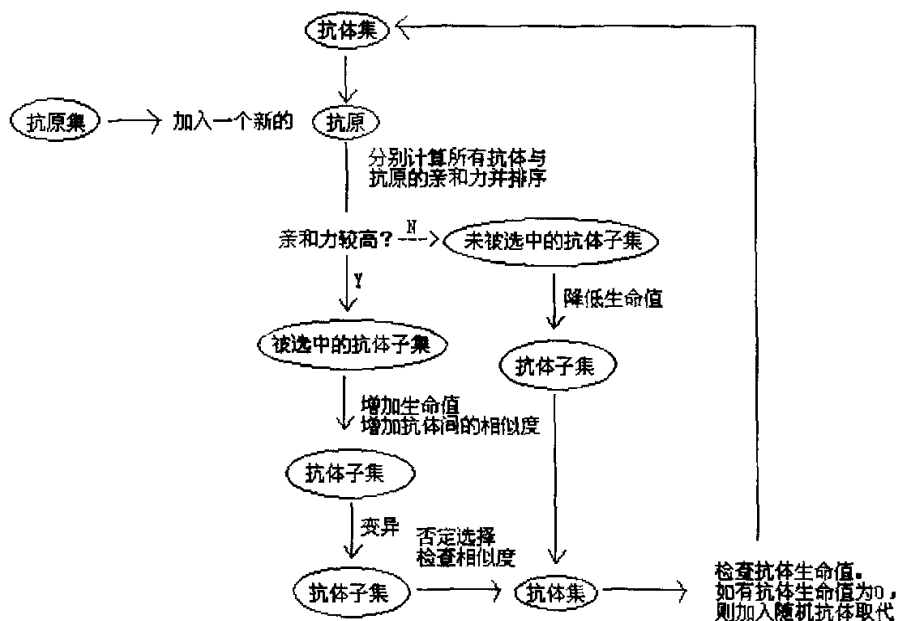 抗体集
抗原集
加入一个新的
抗原
分别计算所有抗体与
抗原的亲和力并排序
亲和力较高?
N
未被选中的抗体子集
Y
降低生命值
被选中的抗体子集
抗体子集
增加生命值
增加抗体间的相似度
抗体子集
变异
否定选择
检查相似度
抗体子集
抗体集
检查抗体生命值。
如有抗体生命值为0,
则加入随机抗体取代